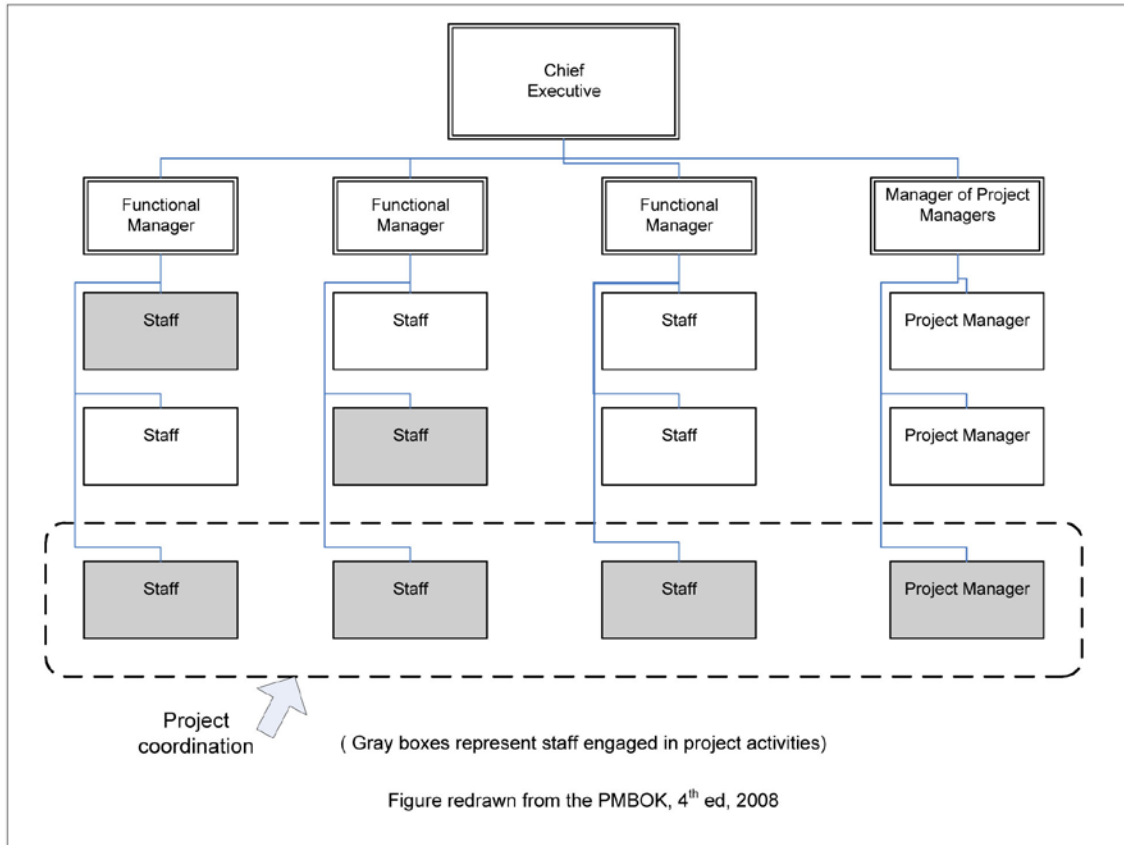 Chief
Executive
Functional
Manager
Functional
Manager
Functional
Manager
Manager of Project
Managers
Staff
Staff
Staff
Project Manager
Staff
Staff
Staff
Project Manager
Staff
Staff
Staff
Project Manager
Project
coordination
( Gray boxes represent staff engaged in project activities)
Figure redrawn from the PMBOK, 4th ed, 2008